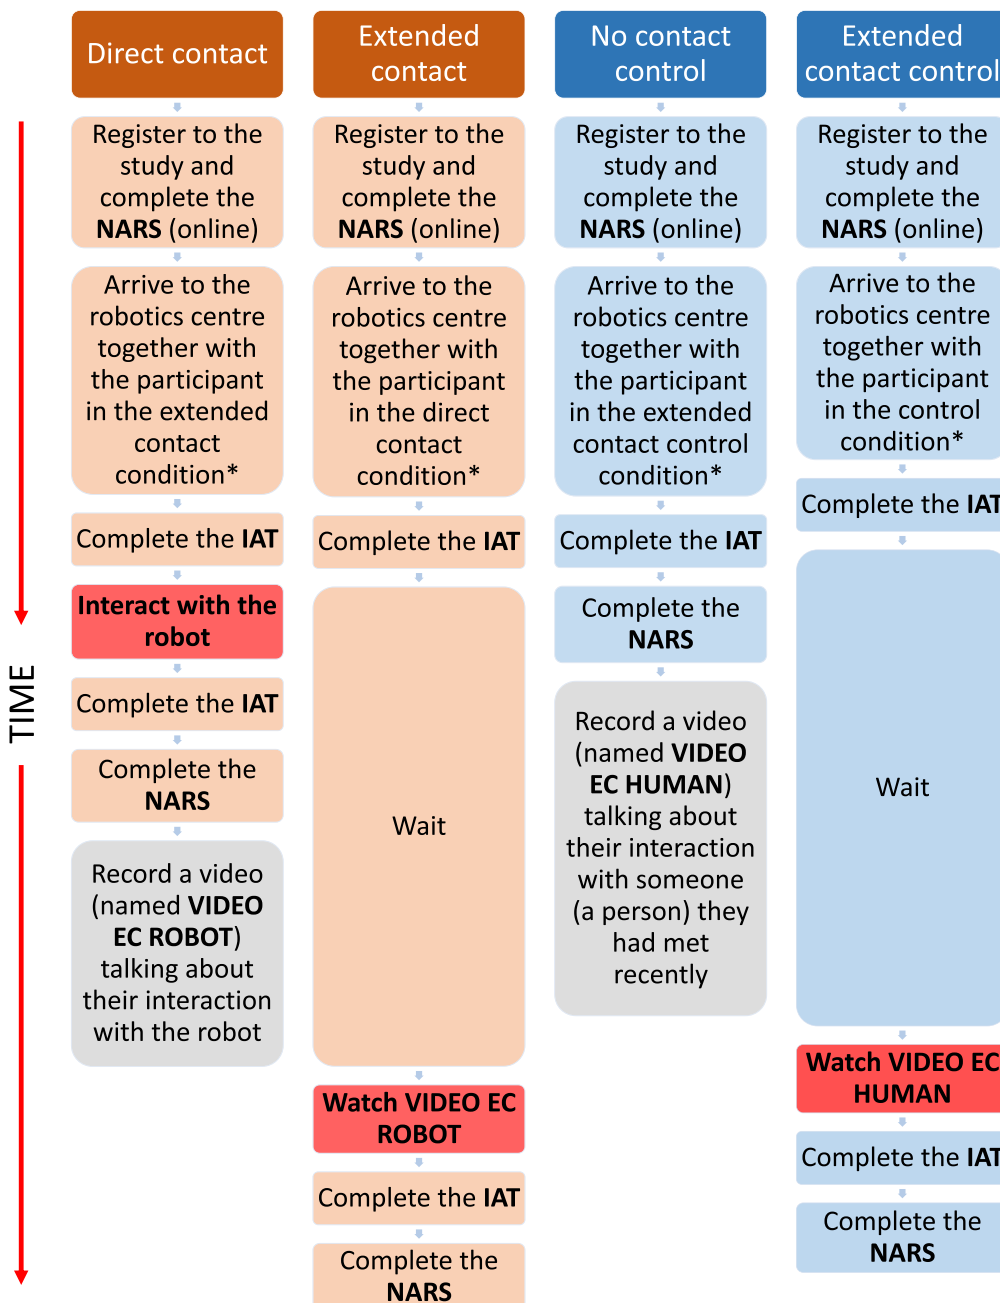 TIME
Direct contact
Register to the
study and
complete the
NARS (online)
Arrive to the
robotics centre
together with
the participant
in the extended
contact
condition*
Complete the IAT
Interact with the
robot
Complete the IAT
Complete the
NARS
Record a video
(named VIDEO
EC ROBOT)
talking about
their interaction
with the robot
Extended
contact
Register to the
study and
complete the
NARS (online)
Arrive to the
robotics centre
together with
the participant
in the direct
contact
condition*
Complete the IAT
Wait
Watch VIDEO EC
ROBOT
Complete the IAT
Complete the
NARS
No contact
control
Register to the
study and
complete the
NARS (online)
Arrive to the
robotics centre
together with
the participant
in the extended
contact control
condition*
Complete the IAT
Complete the
NARS
Record a video
(named VIDEO
EC HUMAN)
talking about
their interaction
with someone
(a person) they
had met
recently
Extended
contact control
Register to the
study and
complete the
NARS (online)
Arrive to the
robotics centre
together with
the participant
in the control
condition*
Complete the IAT
Wait
Watch VIDEO EC
HUMAN
Complete the IAT
Complete the
NARS